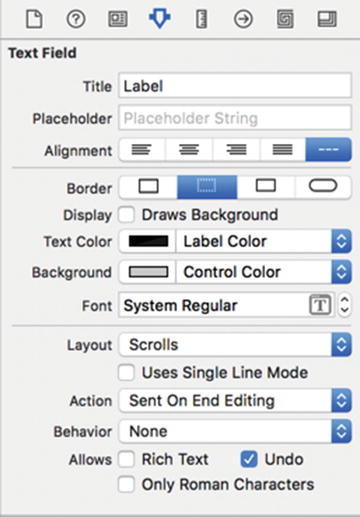 Text Field
Title Label
Placeholder Placeholder String
Alignment
Border
Display Draws Background
Text Color Label Color
Background Control Color
Font System Regular T
Layout Scrolls
Uses Single Line Mode
Action Sent On End Editing
Behavior None
Allows Rich Text Undo
Only Roman Characters